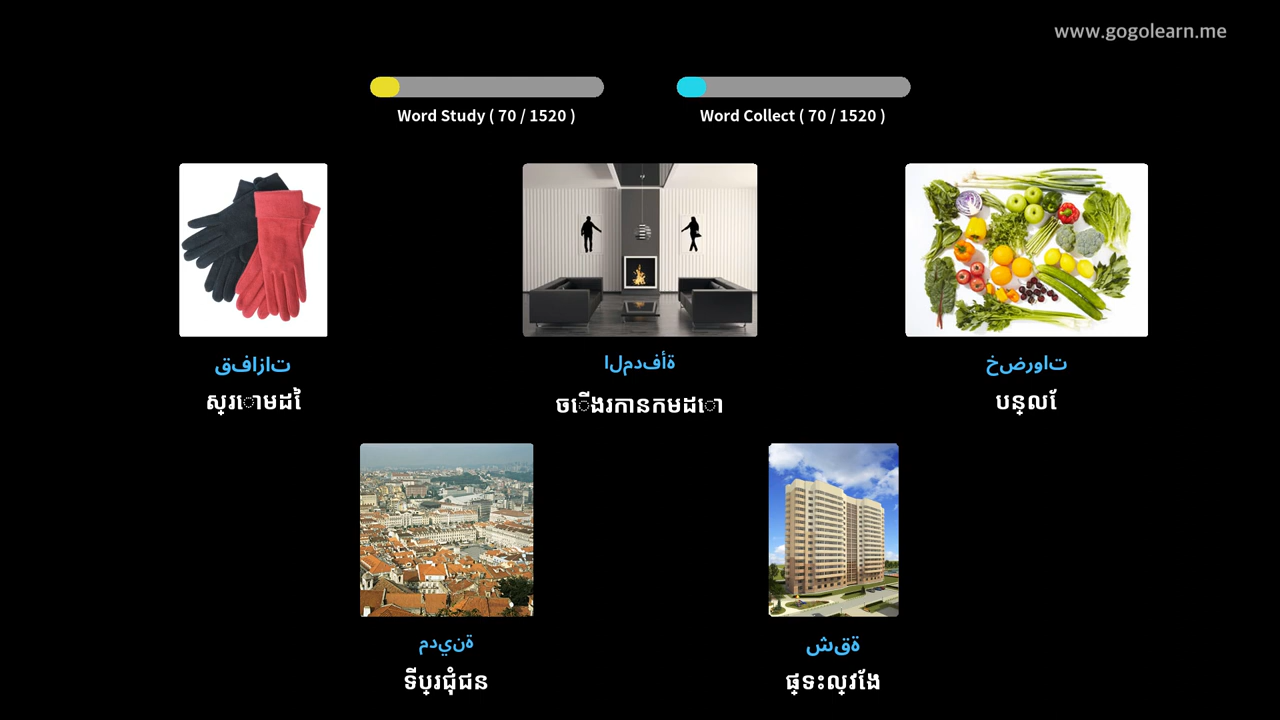 www.gogolearn.me
Word Study ( 70 / 1520 )
Word Collect ( 70 / 1520 )
قفازات
ស្រោមដៃ
المدفأة
ចើងរកានកមដោ
خضروات
បន្លែ
مدينة
ទីប្រជុំជន
شقة
ផ្ទះល្វែង